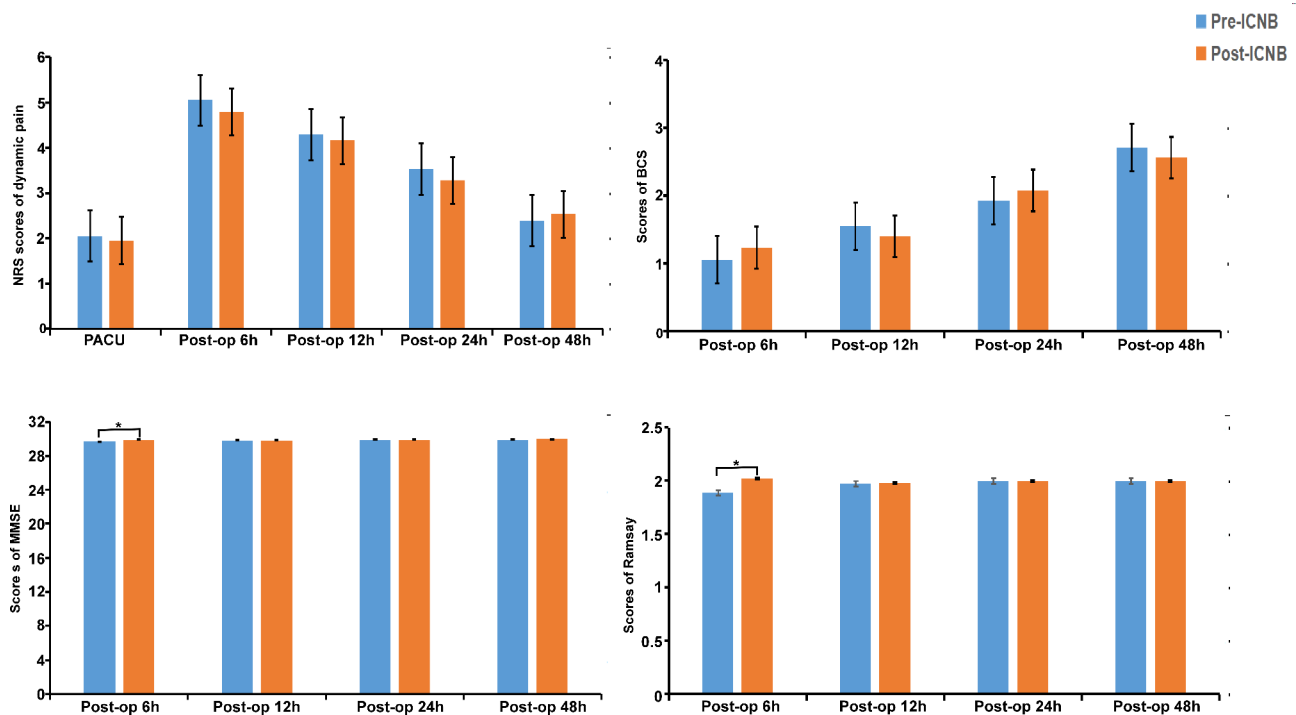 Pre-ICNB
Post-ICNB
NRS scores of dynamic pain
6
5
4
3
2
1
0
PACU Post-op 6h Post-op 12h Post-op 24h Post-op 48h
Scores of BCS
4
3
2
1
0
Post-op 6h Post-op 12h Post-op 24h Post-op 48h
Score s of MMSE
32
28
24
20
16
12
8
4
0
*
Post-op 6h Post-op 12h Post-op 24h Post-op 48h
Scores of Ramsay
2.5
2
1.5
1
0.5
0
*
Post-op 6h Post-op 12h Post-op 24h Post-op 48h